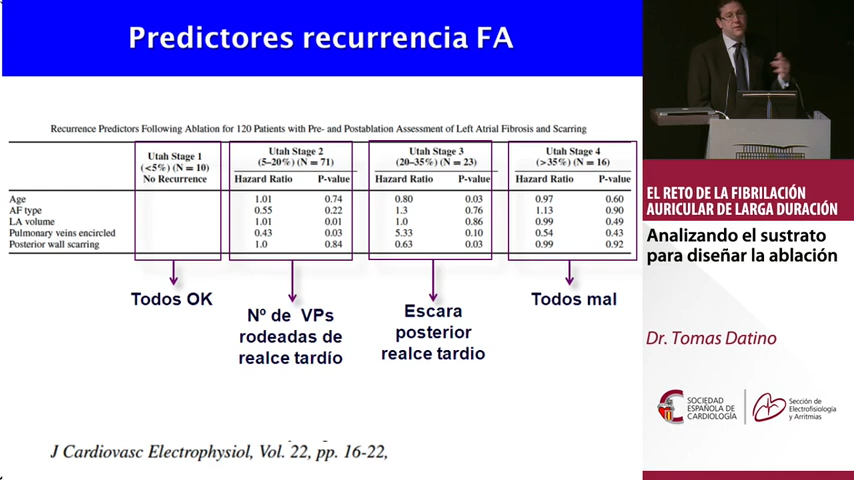 Predictores recurrencia FA
Recurrence Predictors Following Ablation for 120 Patients with Pre- and Postablation Assessment of Left Atrial Fibrosis and Scarring
Utah Stage 1 (<5%) (N = 10) No Recurrence
Utah Stage 2 (5–20%) (N = 71)
Utah Stage 3 (20–35%) (N = 23)
Utah Stage 4 (>35%) (N = 16)
Hazard Ratio P-value Hazard Ratio P-value Hazard Ratio P-value
Age 1.01 0.74 0.80 0.03 0.97 0.60
AF type 0.55 0.22 1.3 0.76 1.13 0.90
LA volume 1.01 0.01 1.0 0.86 0.99 0.49
Pulmonary veins encircled 0.43 0.03 5.33 0.10 0.54 0.43
Posterior wall scarring 1.0 0.84 0.63 0.03 0.99 0.92
Todos OK
Nº de VPs
rodeadas de
realce tardío
Escara
posterior
realce tardio
Todos mal
J Cardiovasc Electrophysiol, Vol. 22, pp. 16-22,
EL RETO DE LA FIBRILACIÓN
AURICULAR DE LARGA DURACIÓN
Analizando el sustrato
para diseñar la ablación
Dr. Tomas Datino
SOCIEDAD
ESPAÑOLA DE
CARDIOLOGÍA
Sección de
Electrofisiología
y Arritmias